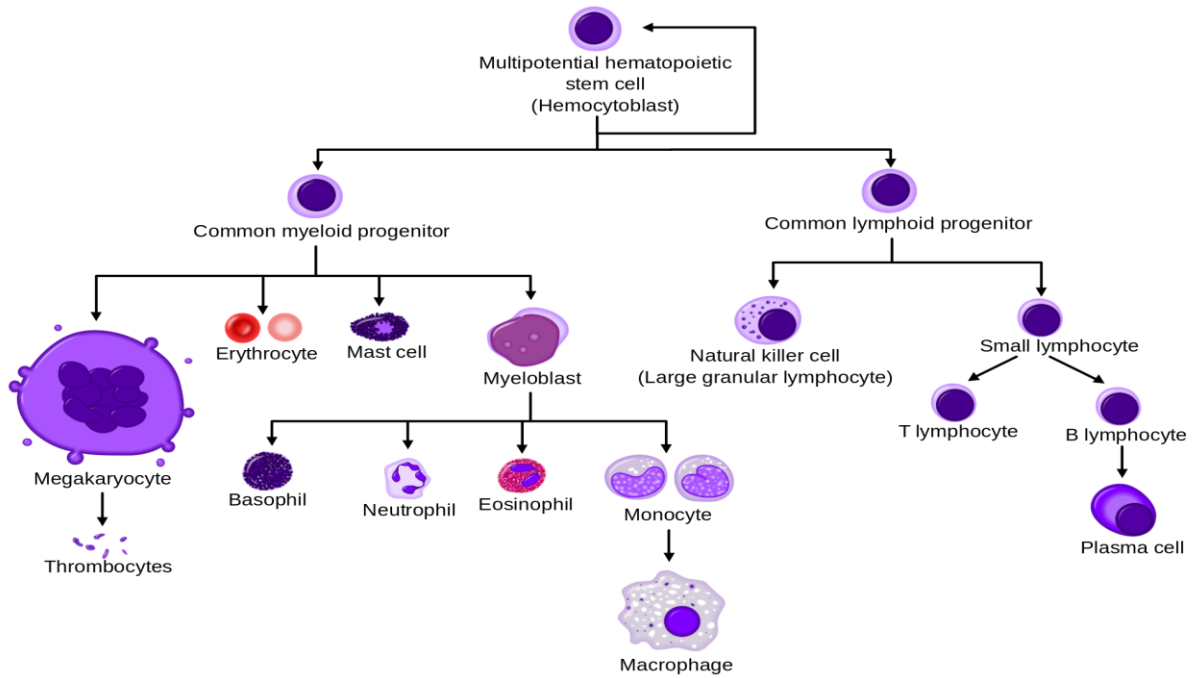 Multipotential hematopoietic
stem cell
(Hemocytoblast)
Common myeloid progenitor
Common lymphoid progenitor
Erythrocyte
Mast cell
Myeloblast
Natural killer cell
(Large granular lymphocyte)
Small lymphocyte
T lymphocyte
B lymphocyte
Megakaryocyte
Basophil
Neutrophil
Eosinophil
Monocyte
Plasma cell
Thrombocytes
Macrophage